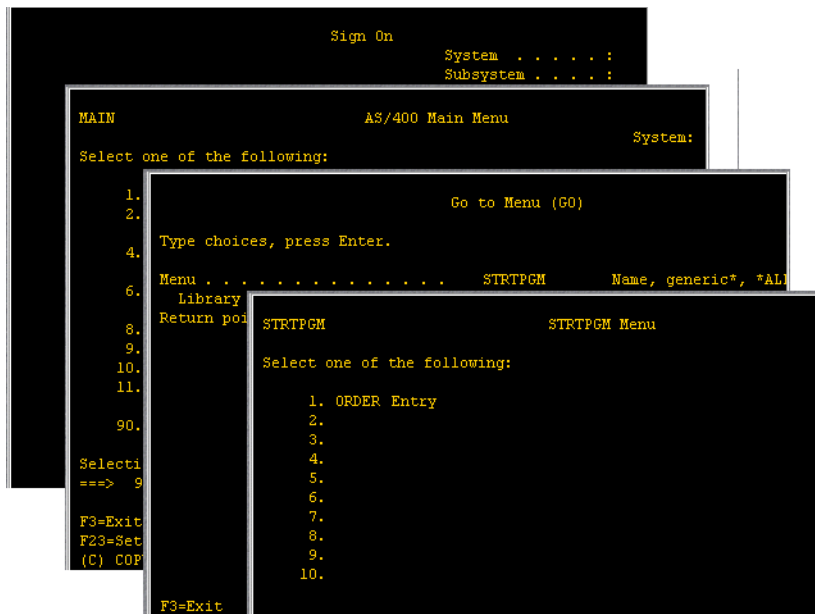 Sign On
System . . . . . :
Subsystem . . . . :
MAIN AS/400 Main Menu
System:
Select one of the following:
1.
2.
4.
6.
8.
9.
10.
11.
90.
Selecti
===> 9
F3=Exit
F23=Set
(C) COP
Go to Menu (GO)
Type choices, press Enter.
Menu . . . . . . . . . . . . . . STRTPGM Name, generic*, *ALL
Library
Return poi
F3=Exit
STRTPGM STRTPGM Menu
Select one of the following:
1. ORDER Entry
2.
3.
4.
5.
6.
7.
8.
9.
10.